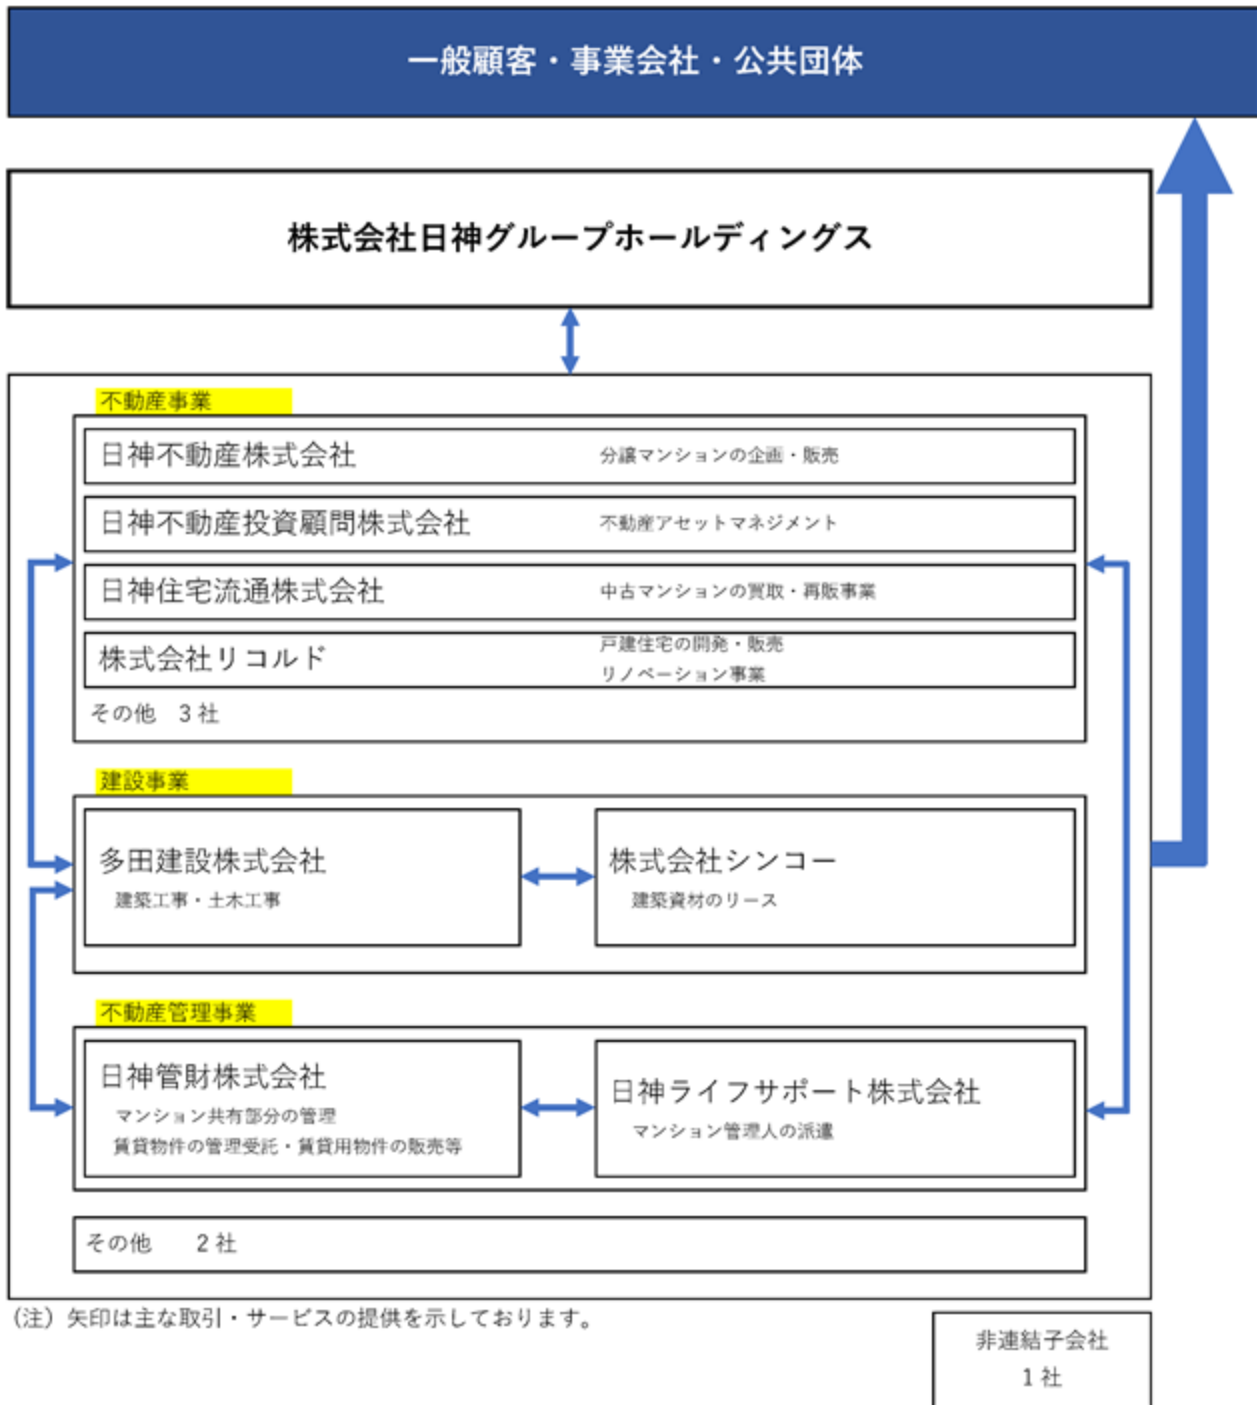 一般顧客・事業会社・公共団体
株式会社日神グループホールディングス
不動産事業
日神不動産株式会社 分譲マンションの企画・販売
日神不動産投資顧問株式会社 不動産アセットマネジメント
日神住宅流通株式会社 中古マンションの買取・再販事業
株式会社リコルド
戸建住宅の開発・販売
リノベーション事業
その他 3社
建設事業
多田建設株式会社
建築工事・土木工事
株式会社シンコー
建築資材のリース
不動産管理事業
日神管財株式会社
マンション共有部分の管理
賃貸物件の管理受託・賃貸用物件の販売等
日神ライフサポート株式会社
マンション管理人の派遣
その他 2社
(注）矢印は主な取引・サービスの提供を示しております。
非連結子会社
1社